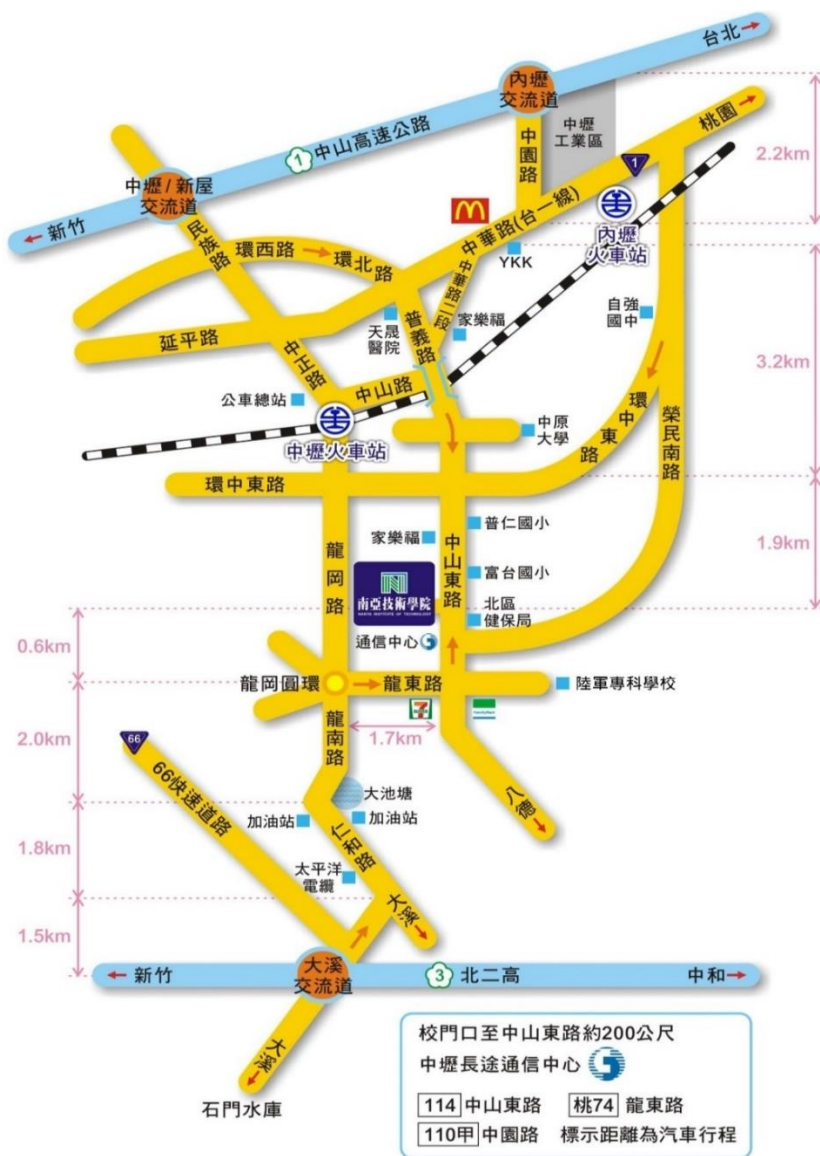 台北
內壢
交流道
中壢
工業區
中園路
桃園
2.2km
1
中山高速公路
1
中壢/新屋
交流道
新竹
中華路(台一線)
內壢
火車站
民族路
環西路
環北路
YKK
中華路二段
自強
國中
天晟
醫院
普義路
家樂福
延平路
中正路
3.2km
公車總站
中山路
中原
大學
環中東路
榮民南路
中壢火車站
環中東路
普仁國小
1.9km
龍岡路
家樂福
中山東路
富台國小
南亞技術學院
NANYA INSTITUTE OF TECHNOLOGY
北區
健保局
通信中心
0.6km
龍岡圓環
龍東路
陸軍專科學校
7
1.7km
2.0km
龍南路
66
66快速道路
大池塘
八德
加油站
加油站
仁和路
1.8km
太平洋
電纜
大溪
1.5km
大溪
交流道
新竹
3
北二高
中和
大溪
石門水庫
校門口至中山東路約200公尺
中壢長途通信中心
114 中山東路 桃74 龍東路
110甲 中園路 標示距離為汽車行程